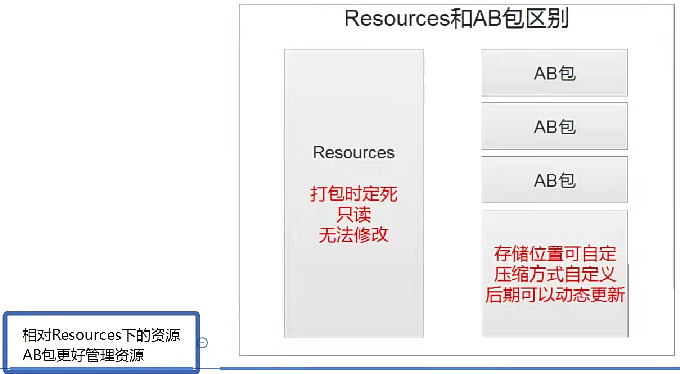 Resources和AB包区别
Resources
打包时定死
只读
无法修改
AB包
AB包
AB包
存储位置可自定
压缩方式自定义
后期可以动态更新
相对Resources下的资源
AB包更好管理资源